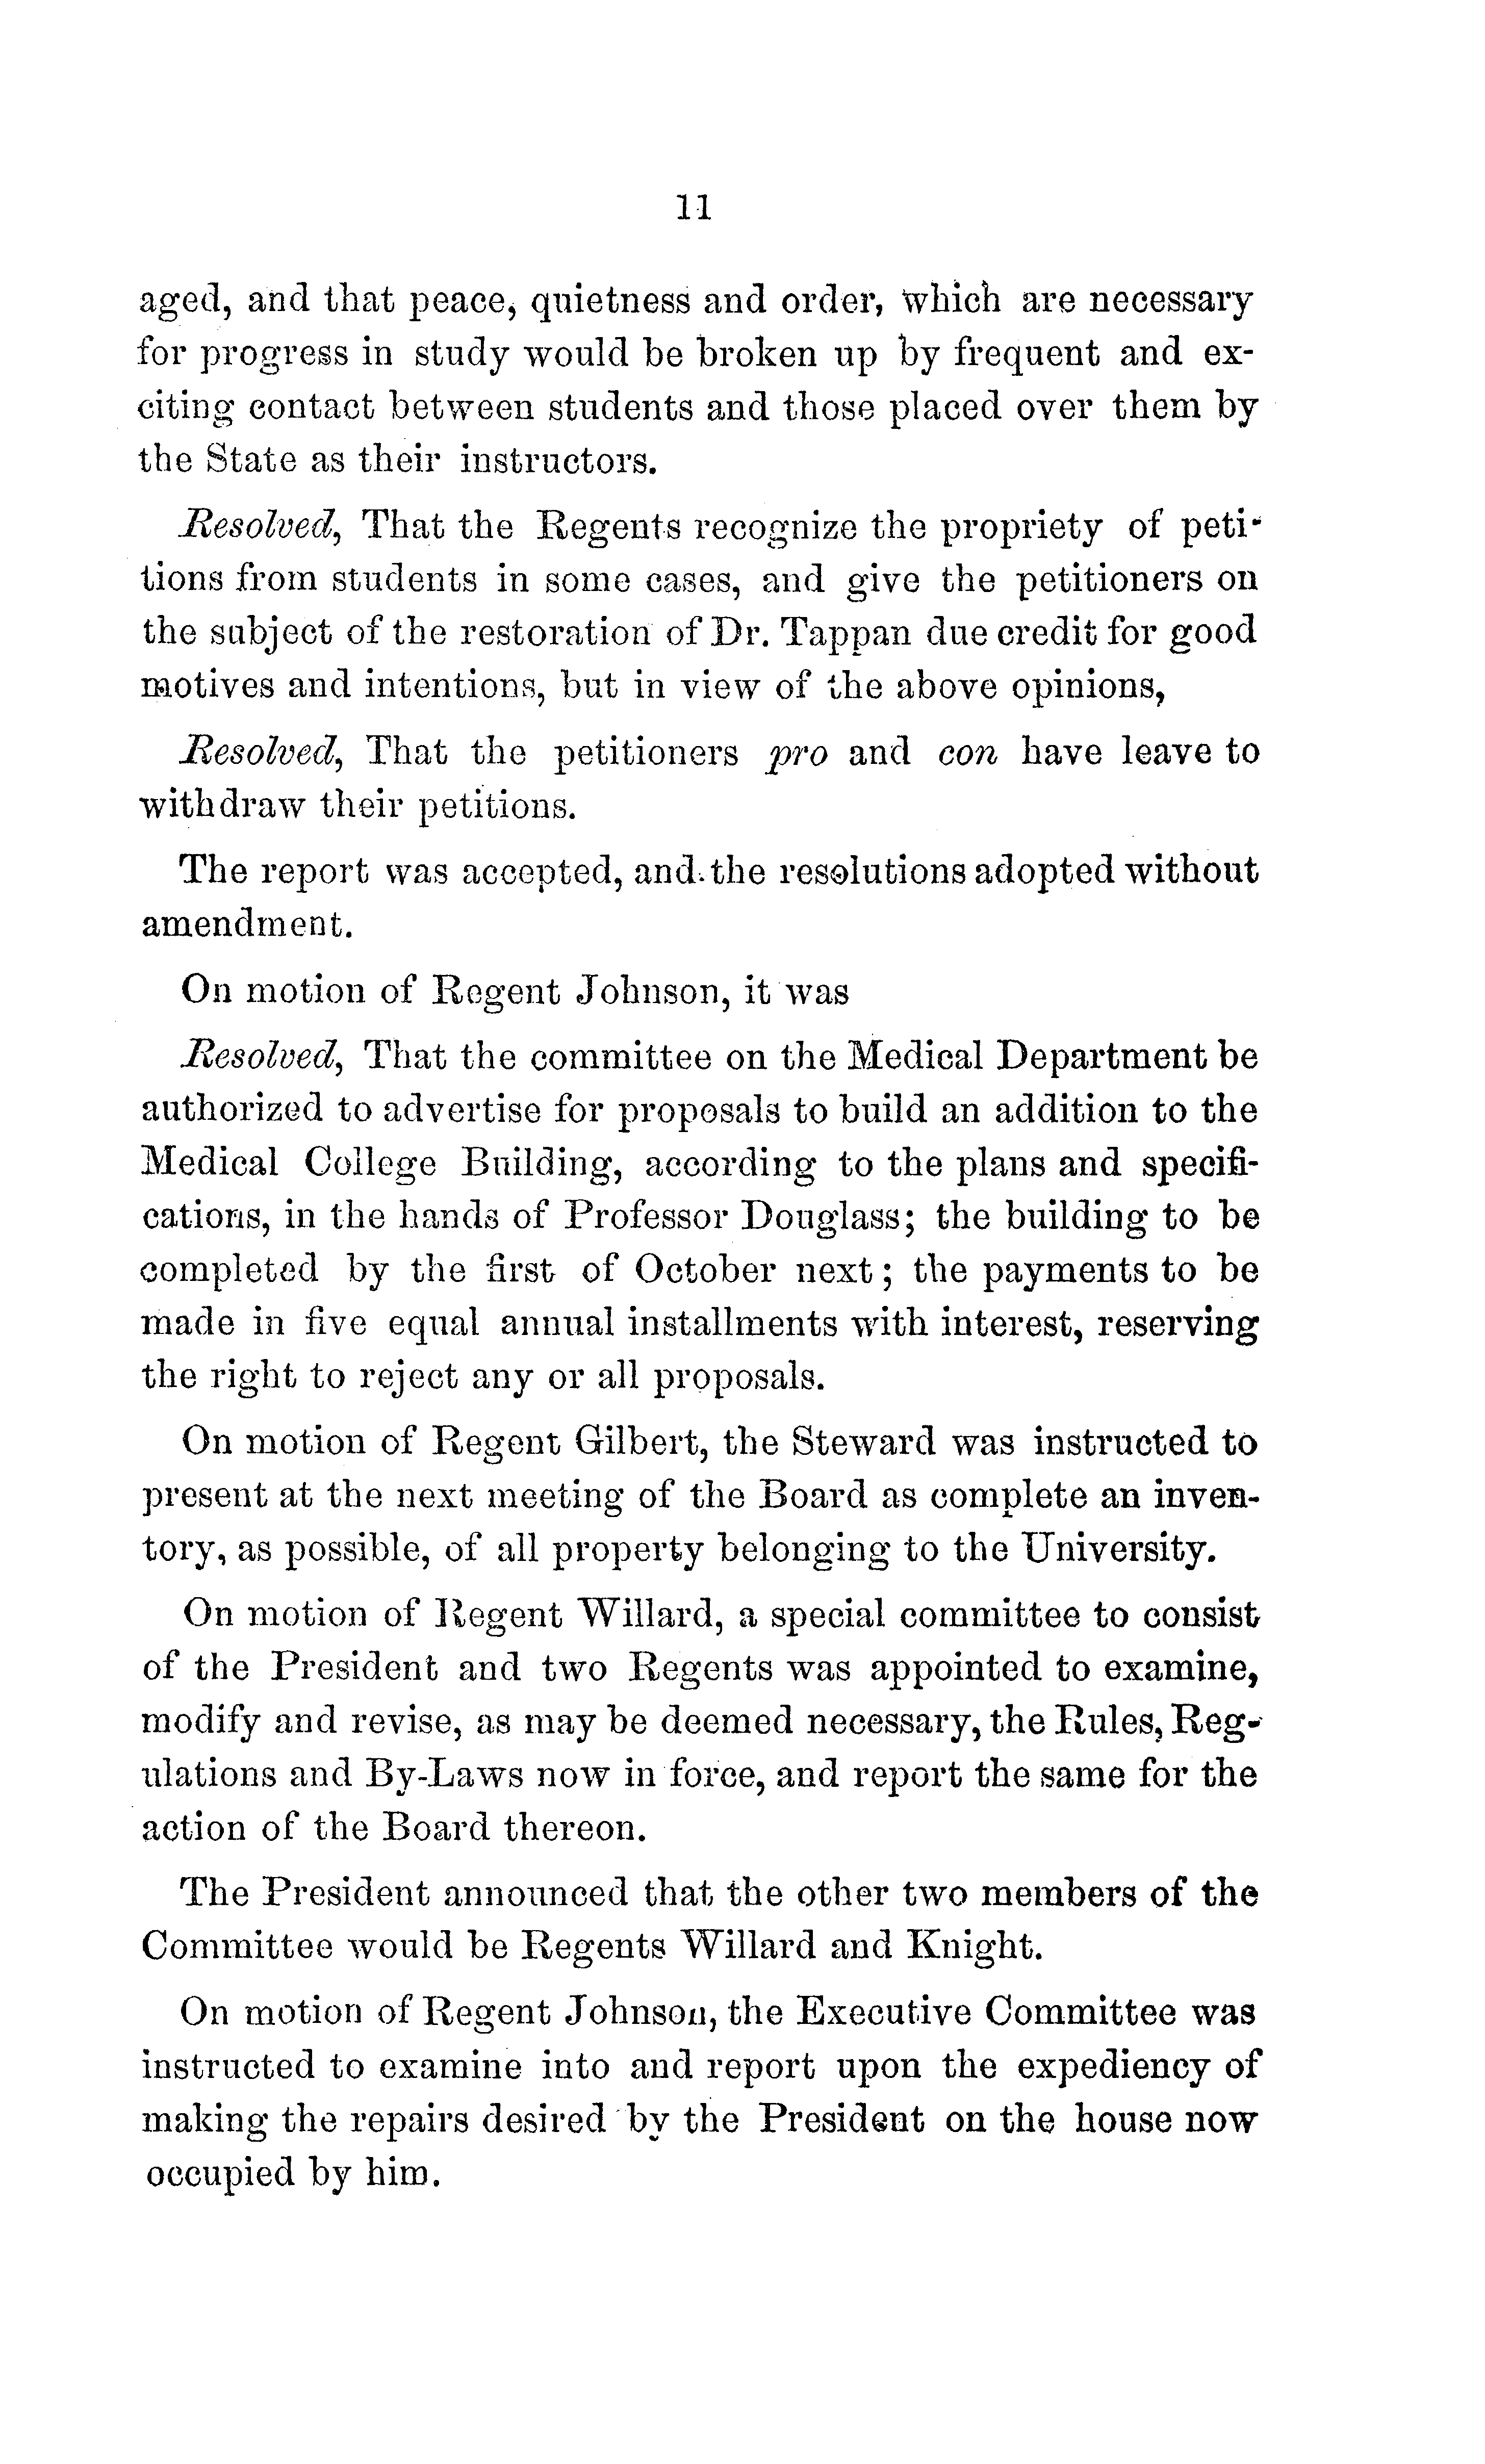 11
aged, and that peace, quietness and order, which are necessary
for progress in study would be broken up by frequent and ex-
citing contact between students and those placed over them by
the State as their instructors.
Resolved, That the Regents recognize the propriety of peti-
tions from students in some cases, and give the petitioners on
the subject of the restoration of Dr. Tappan due credit for good
motives and intentions, but in view of the above opinions,
Resolved, That the petitioners pro and con have leave to
withdraw their petitions.
The report was accepted, and the resolutions adopted without
amendment.
On motion of Regent Johnson, it was
Resolved, That the committee on the Medical Department be
authorized to advertise for proposals to build an addition to the
Medical College Building, according to the plans and specifi-
cations, in the hands of Professor Douglass; the building to be
completed by the first of October next; the payments to be
made in five equal annual installments with interest, reserving
the right to reject any or all proposals.
On motion of Regent Gilbert, the Steward was instructed to
present at the next meeting of the Board as complete an inven-
tory, as possible, of all property belonging to the University.
On motion of Regent Willard, a special committee to consist
of the President and two Regents was appointed to examine,
modify and revise, as may be deemed necessary, the Rules, Reg-
ulations and By-Laws now in force, and report the same for the
action of the Board thereon.
The President announced that the other two members of the
Committee would be Regents Willard and Knight.
On motion of Regent Johnson, the Executive Committee was
instructed to examine into and report upon the expediency of
making the repairs desired by the President on the house now
occupied by him.